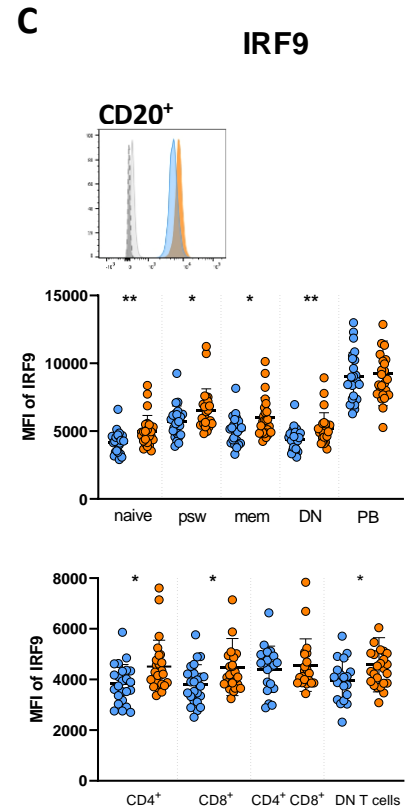 C
IRF9
CD20+
MFI of IRF9
15000
10000
5000
0
** * * **
naive psw mem DN PB
MFI of IRF9
8000
6000
4000
2000
0
* * *
CD4+ CD8+ CD4+ CD8+ DN T cells